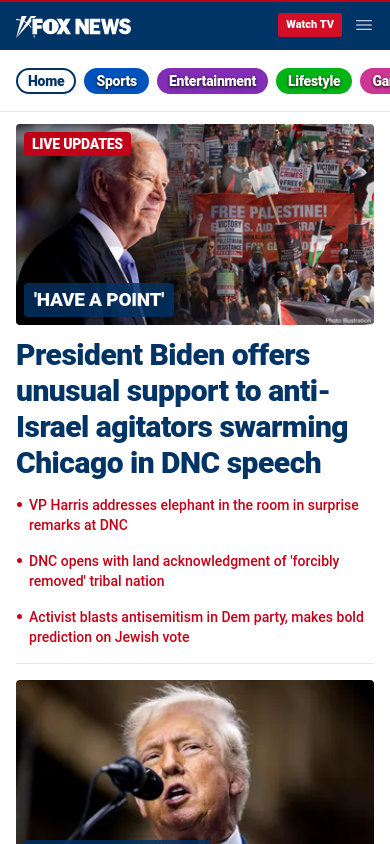 FOX NEWS
Watch TV
Home
Sports
Entertainment
Lifestyle
LIVE UPDATES
FREE PALESTINE!
'HAVE A POINT'
Photo Illustration
President Biden offers
unusual support to anti-
Israel agitators swarming
Chicago in DNC speech
• VP Harris addresses elephant in the room in surprise
remarks at DNC
• DNC opens with land acknowledgment of 'forcibly
removed' tribal nation
• Activist blasts antisemitism in Dem party, makes bold
prediction on Jewish vote